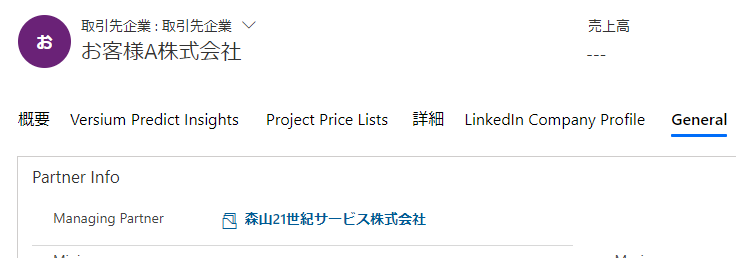 お
取引先企業 : 取引先企業
お客様A株式会社
売上高
---
概要 Versium Predict Insights Project Price Lists 詳細 LinkedIn Company Profile General
Partner Info
Managing Partner 森山21世紀サービス株式会社